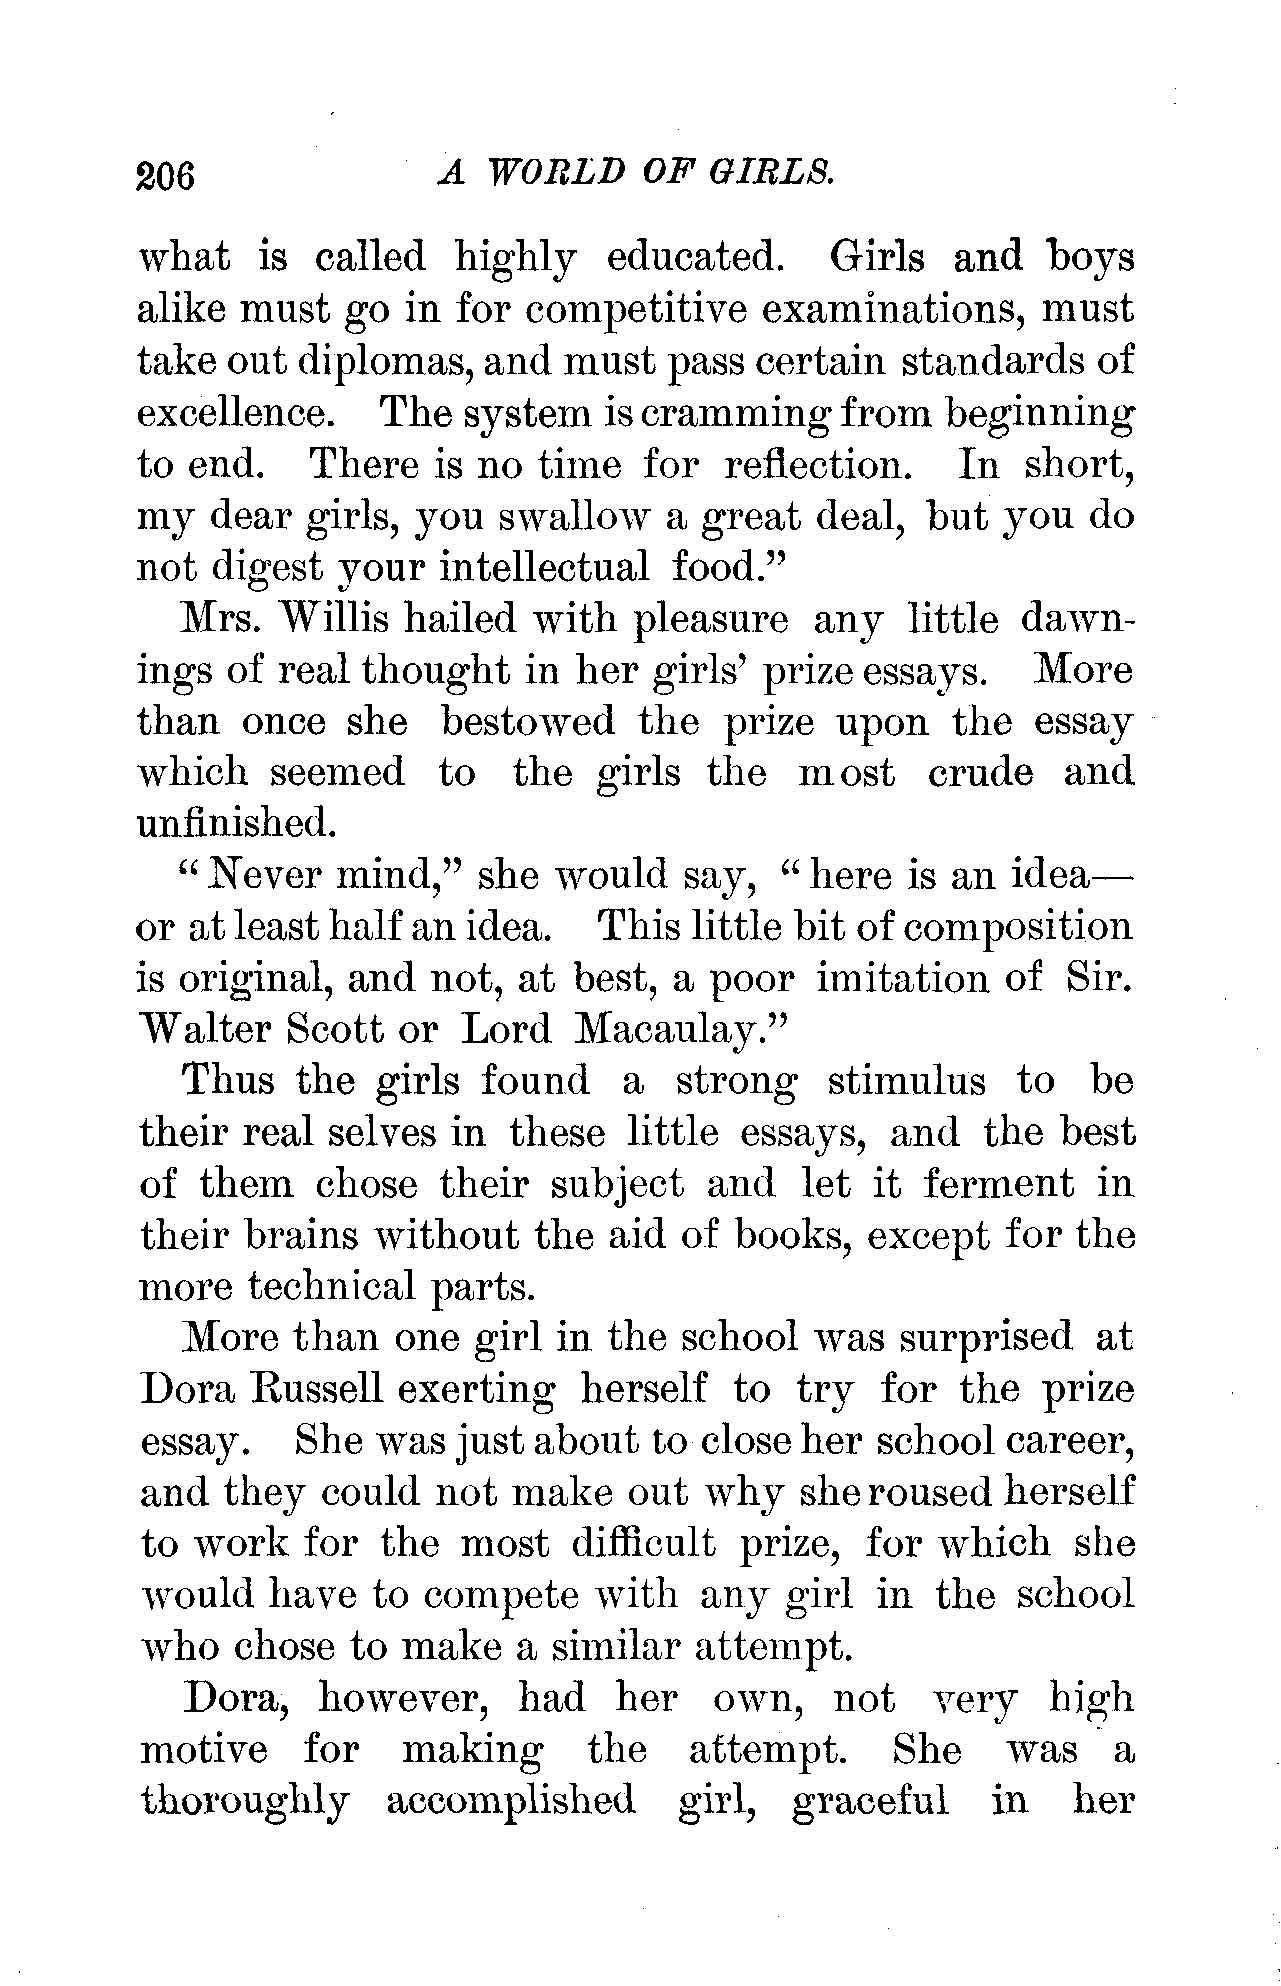 206 A WORLD OF GIRLS.
what is called highly educated. Girls and boys
alike must go in for competitive examinations, must
take out diplomas, and must pass certain standards of
excellence. The system is cramming from beginning
to end. There is no time for reflection. In short,
my dear girls, you swallow a great deal, but you do
not digest your intellectual food.”
Mrs. Willis hailed with pleasure any little dawn-
ings of real thought in her girls’ prize essays. More
than once she bestowed the prize upon the essay
which seemed to the girls the most crude and
unfinished.
“Never mind,” she would say, “here is an idea—
or at least half an idea. This little bit of composition
is original, and not, at best, a poor imitation of Sir.
Walter Scott or Lord Macaulay.”
Thus the girls found a strong stimulus to be
their real selves in these little essays, and the best
of them chose their subject and let it ferment in
their brains without the aid of books, except for the
more technical parts.
More than one girl in the school was surprised at
Dora Russell exerting herself to try for the prize
essay. She was just about to close her school career,
and they could not make out why she roused herself
to work for the most difficult prize, for which she
would have to compete with any girl in the school
who chose to make a similar attempt.
Dora, however, had her own, not very high
motive for making the attempt. She was a
thoroughly accomplished girl, graceful in her